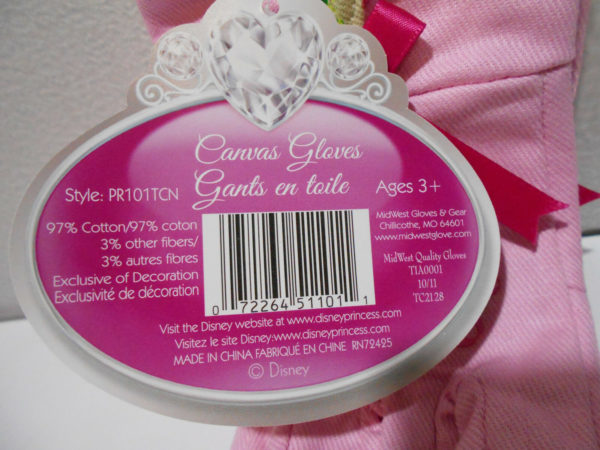 Canvas Gloves
Gants en toile
Style: PR101TCN
Ages 3+
97% Cotton/97% coton
3% other fibers/
3% autres fibres
Exclusive of Decoration
Exclusivité de décoration
MidWest Gloves & Gear
Chillicothe, MO 64601
www.midwestglove.com
MidWest Quality Gloves
T1A0001
10/11
TC2128
0 72264 51101 1
Visit the Disney website at www.disneyprincess.com
Visitez le site Disney:www.disneyprincess.com
MADE IN CHINA FABRIQUÉ EN CHINE RN72425
© Disney